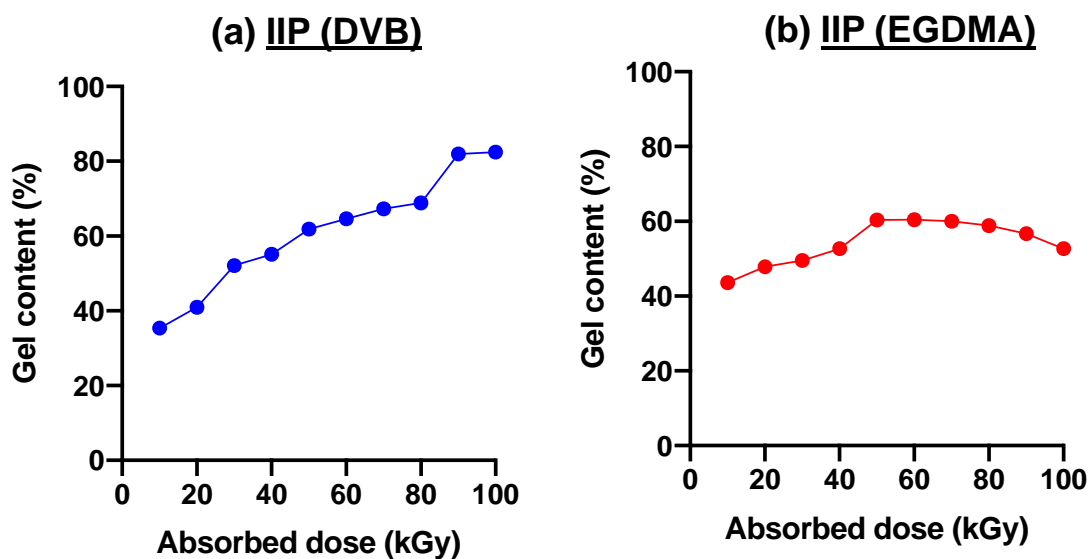 (a) IIP (DVB)
100
80
60
40
20
0
Gel content (%)
0 20 40 60 80 100
Absorbed dose (kGy)
(b) IIP (EGDMA)
100
80
60
40
20
0
Gel content (%)
0 20 40 60 80 100
Absorbed dose (kGy)